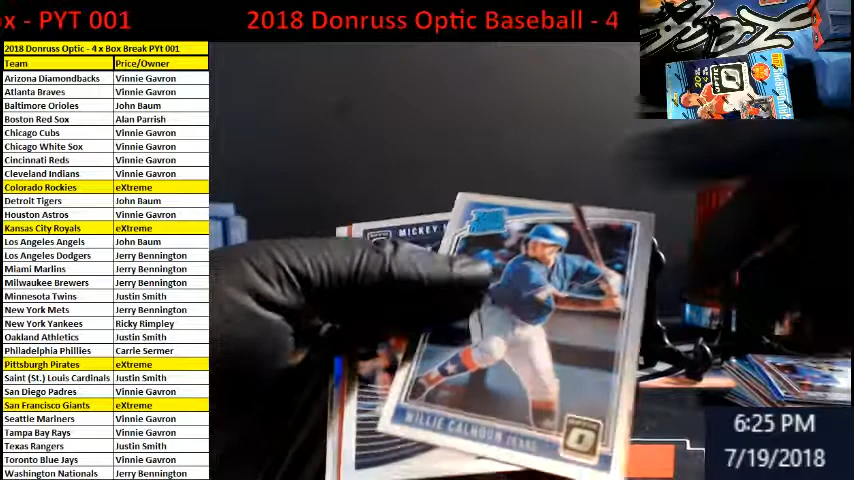 x - PYT 001
2018 Donruss Optic Baseball - 4
2018 Donruss Optic - 4 x Box Break PYt 001
Team Price/Owner
Arizona Diamondbacks Vinnie Gavron
Atlanta Braves Vinnie Gavron
Baltimore Orioles John Baum
Boston Red Sox Alan Parrish
Chicago Cubs Vinnie Gavron
Chicago White Sox Vinnie Gavron
Cincinnati Reds Vinnie Gavron
Cleveland Indians Vinnie Gavron
Colorado Rockies eXtreme
Detroit Tigers John Baum
Houston Astros Vinnie Gavron
Kansas City Royals eXtreme
Los Angeles Angels John Baum
Los Angeles Dodgers Jerry Bennington
Miami Marlins Jerry Bennington
Milwaukee Brewers Jerry Bennington
Minnesota Twins Justin Smith
New York Mets Jerry Bennington
New York Yankees Ricky Rimpley
Oakland Athletics Justin Smith
Philadelphia Phillies Carrie Sermer
Pittsburgh Pirates eXtreme
Saint (St.) Louis Cardinals Justin Smith
San Diego Padres Vinnie Gavron
San Francisco Giants eXtreme
Seattle Mariners Vinnie Gavron
Tampa Bay Rays Vinnie Gavron
Texas Rangers Justin Smith
Toronto Blue Jays Vinnie Gavron
Washington Nationals Jerry Bennington
OPTIC
MICKEY
WILLIE CALHOUN
6:25 PM
7/19/2018